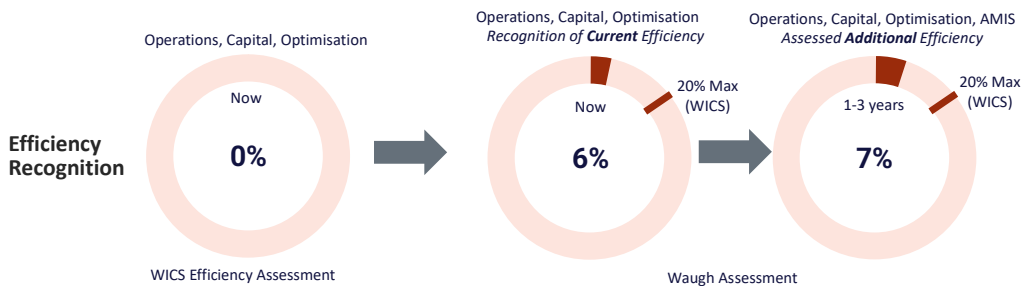 Efficiency
Recognition
Operations, Capital, Optimisation
Now
0%
WICS Efficiency Assessment
Operations, Capital, Optimisation
Recognition of Current Efficiency
Now
6%
20% Max
(WICS)
Operations, Capital, Optimisation, AMIS
Assessed Additional Efficiency
1-3 years
7%
20% Max
(WICS)
Waugh Assessment